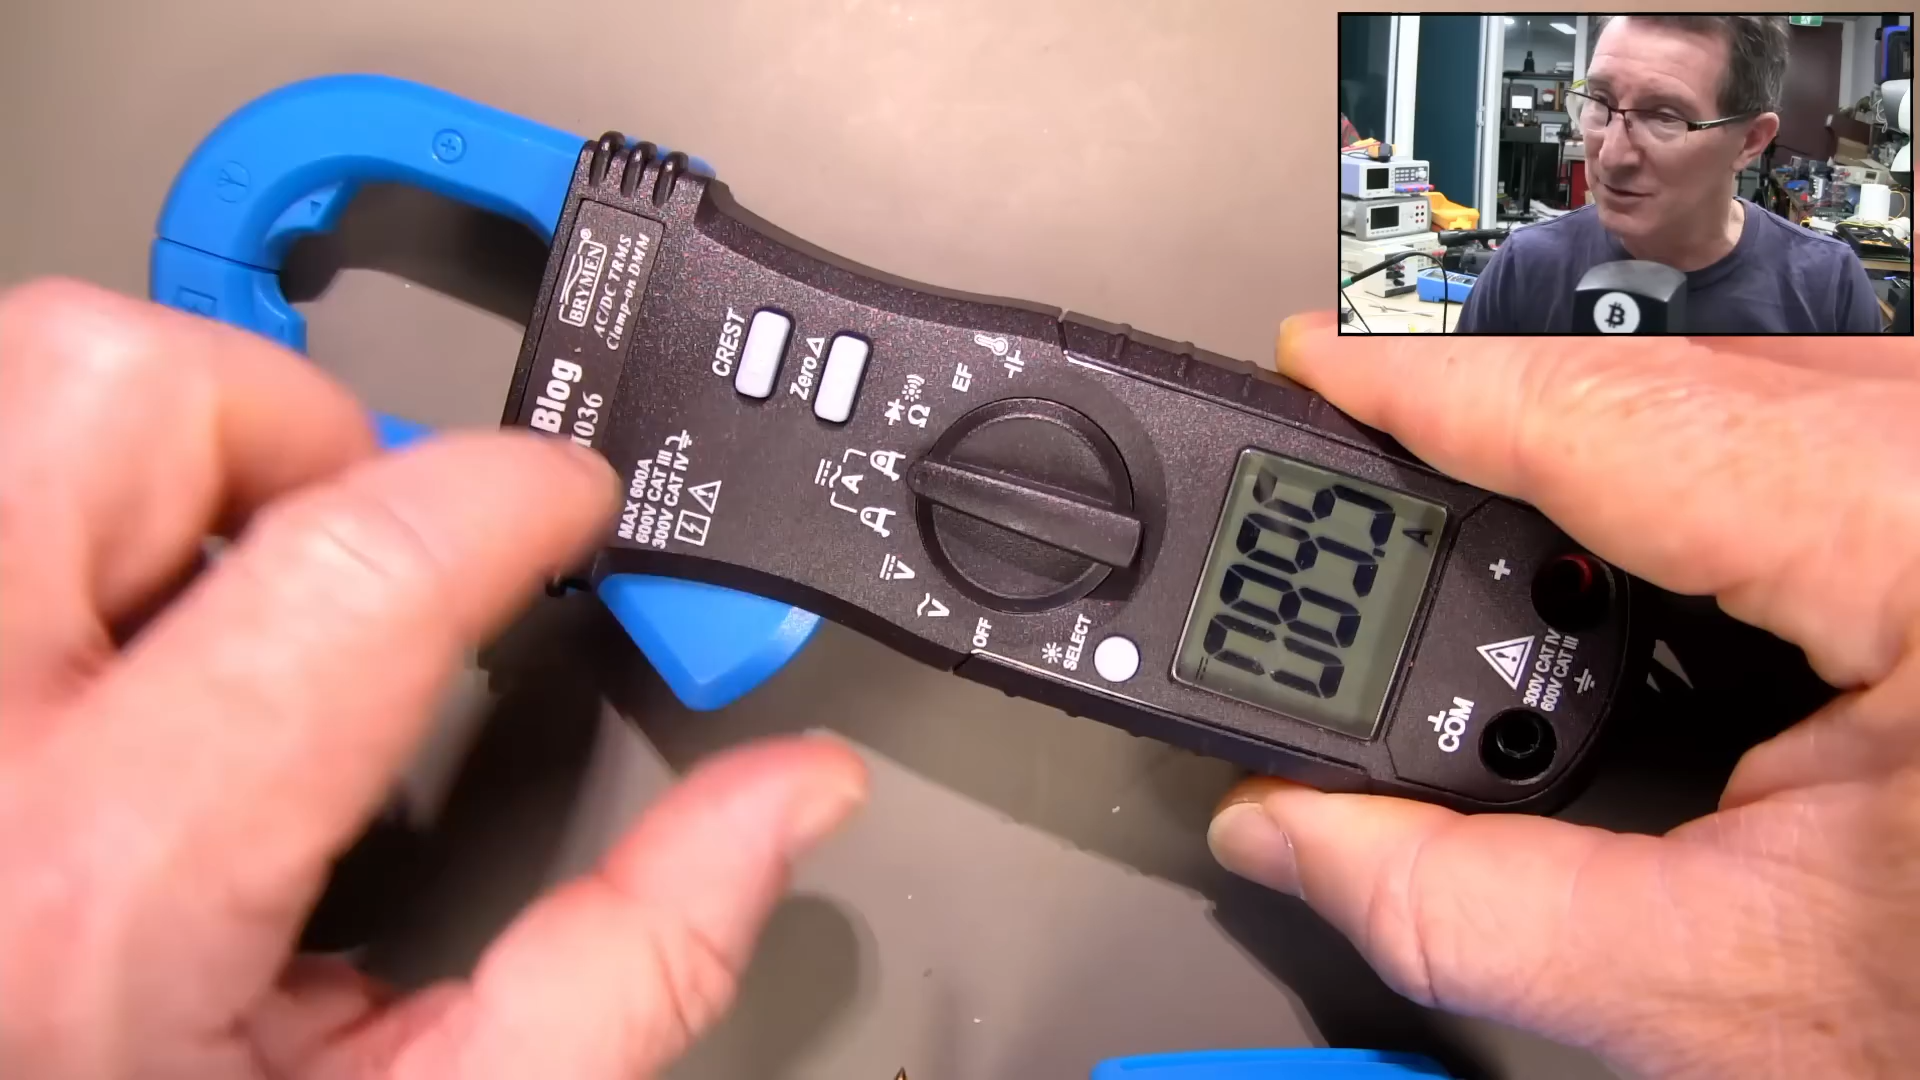 BRYMEN®
AC/DC TRMS
Clamp-on DMM
Blog
036
MAX 600A
600V CAT III
300V CAT IV
CREST
Zero Δ
EF
Ω
A
A
A
V
V
OFF
SELECT
A
+
300V CAT IV
600V CAT III
COM